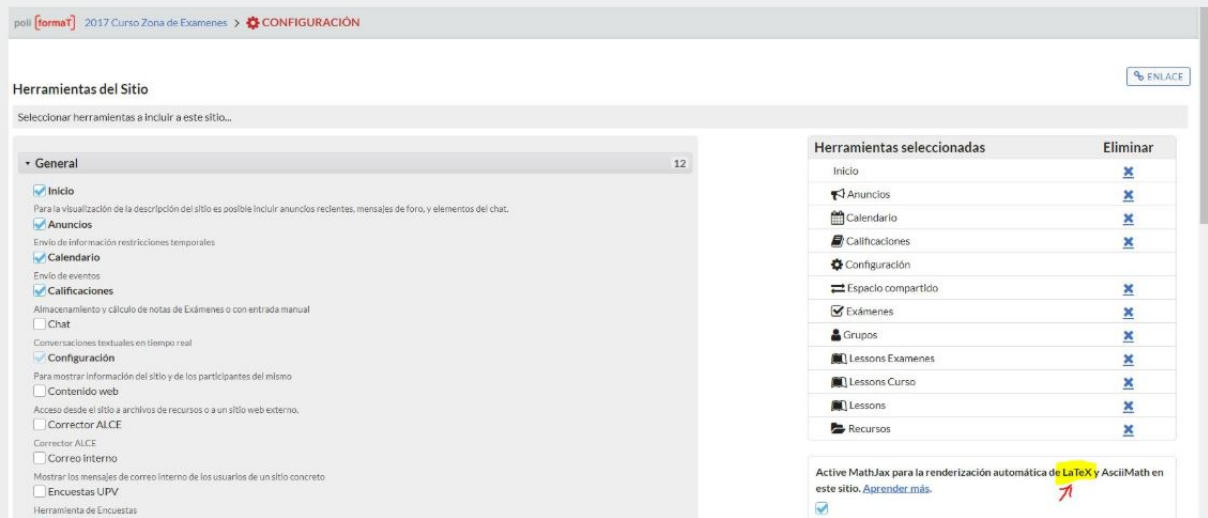 poli [formaT] 2017 Curso Zona de Examenes > CONFIGURACIÓN
ENLACE
Herramientas del Sitio
Seleccionar herramientas a incluir a este sitio...
General 12
Inicio
Para la visualización de la descripción del sitio es posible incluir anuncios recientes, mensajes de foro, y elementos del chat.
Anuncios
Envío de información restricciones temporales
Calendario
Envío de eventos
Calificaciones
Almacenamiento y cálculo de notas de Exámenes o con entrada manual
Chat
Conversaciones textuales en tiempo real
Configuración
Para mostrar información del sitio y de los participantes del mismo
Contenido web
Acceso desde el sitio a archivos de recursos o a un sitio web externo.
Corrector ALCE
Corrector ALCE
Correo interno
Mostrar los mensajes de correo interno de los usuarios de un sitio concreto
Encuestas UPV
Herramienta de Encuestas
Herramientas seleccionadas Eliminar
Inicio
Anuncios
Calendario
Calificaciones
Configuración
Espacio compartido
Exámenes
Grupos
Lessons Examenes
Lessons Curso
Lessons
Recursos
Active MathJax para la renderización automática de LaTeX y AsciiMath en
este sitio. Aprender más.